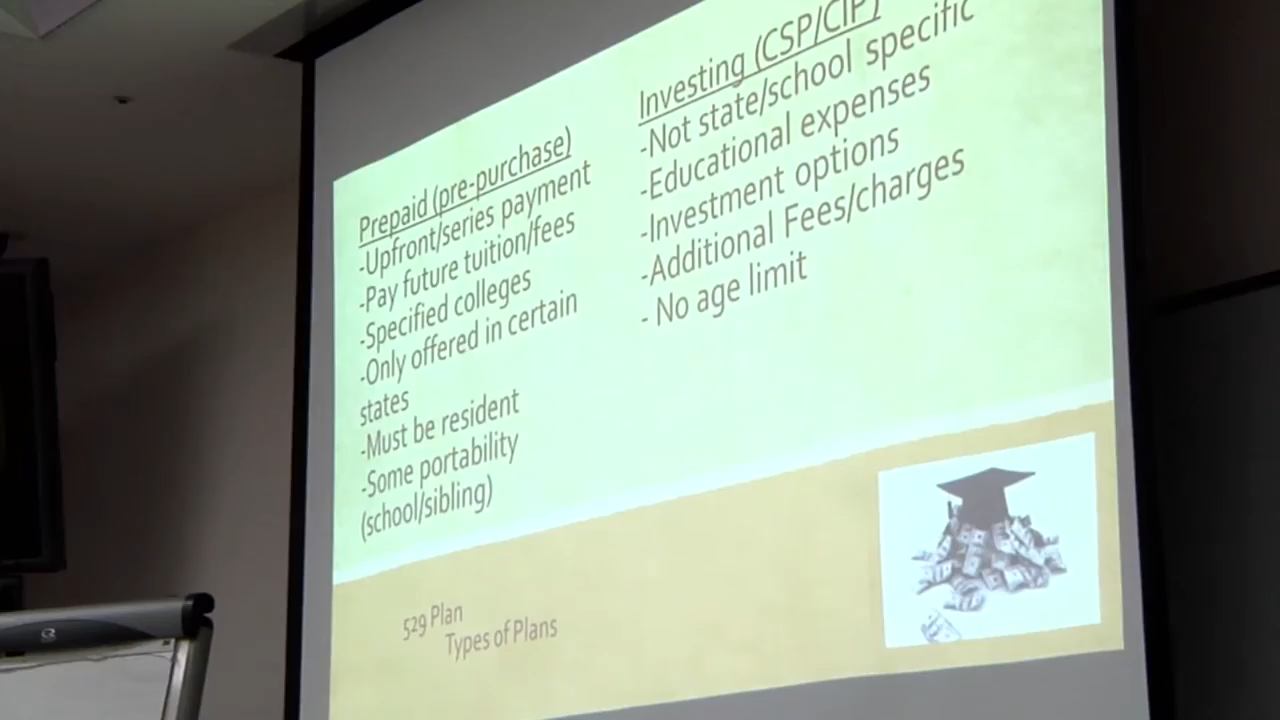 Prepaid (pre-purchase)
-Upfront/series payment
-Pay future tuition/fees
-Specified colleges
-Only offered in certain
states
-Must be resident
-Some portability
(school/sibling)
Investing (CSP/CIP)
-Not state/school specific
-Educational expenses
-Investment options
-Additional Fees/charges
- No age limit
529 Plan
Types of Plans